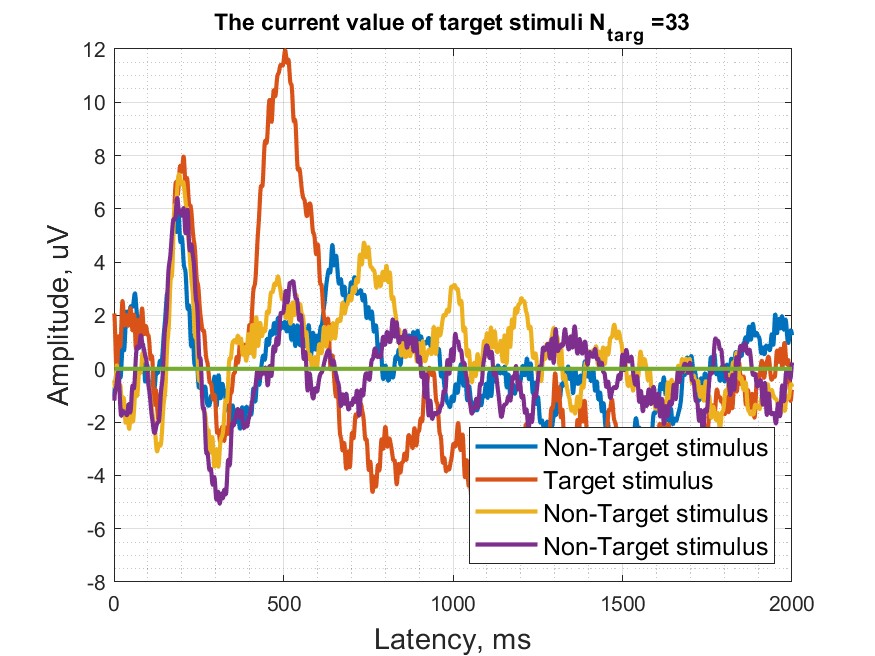 The current value of target stimuli N_targ =33
12
10
8
6
4
2
0
-2
-4
-6
-8
Amplitude, uV
0 500 1000 1500 2000
Latency, ms
Non-Target stimulus
Target stimulus
Non-Target stimulus
Non-Target stimulus